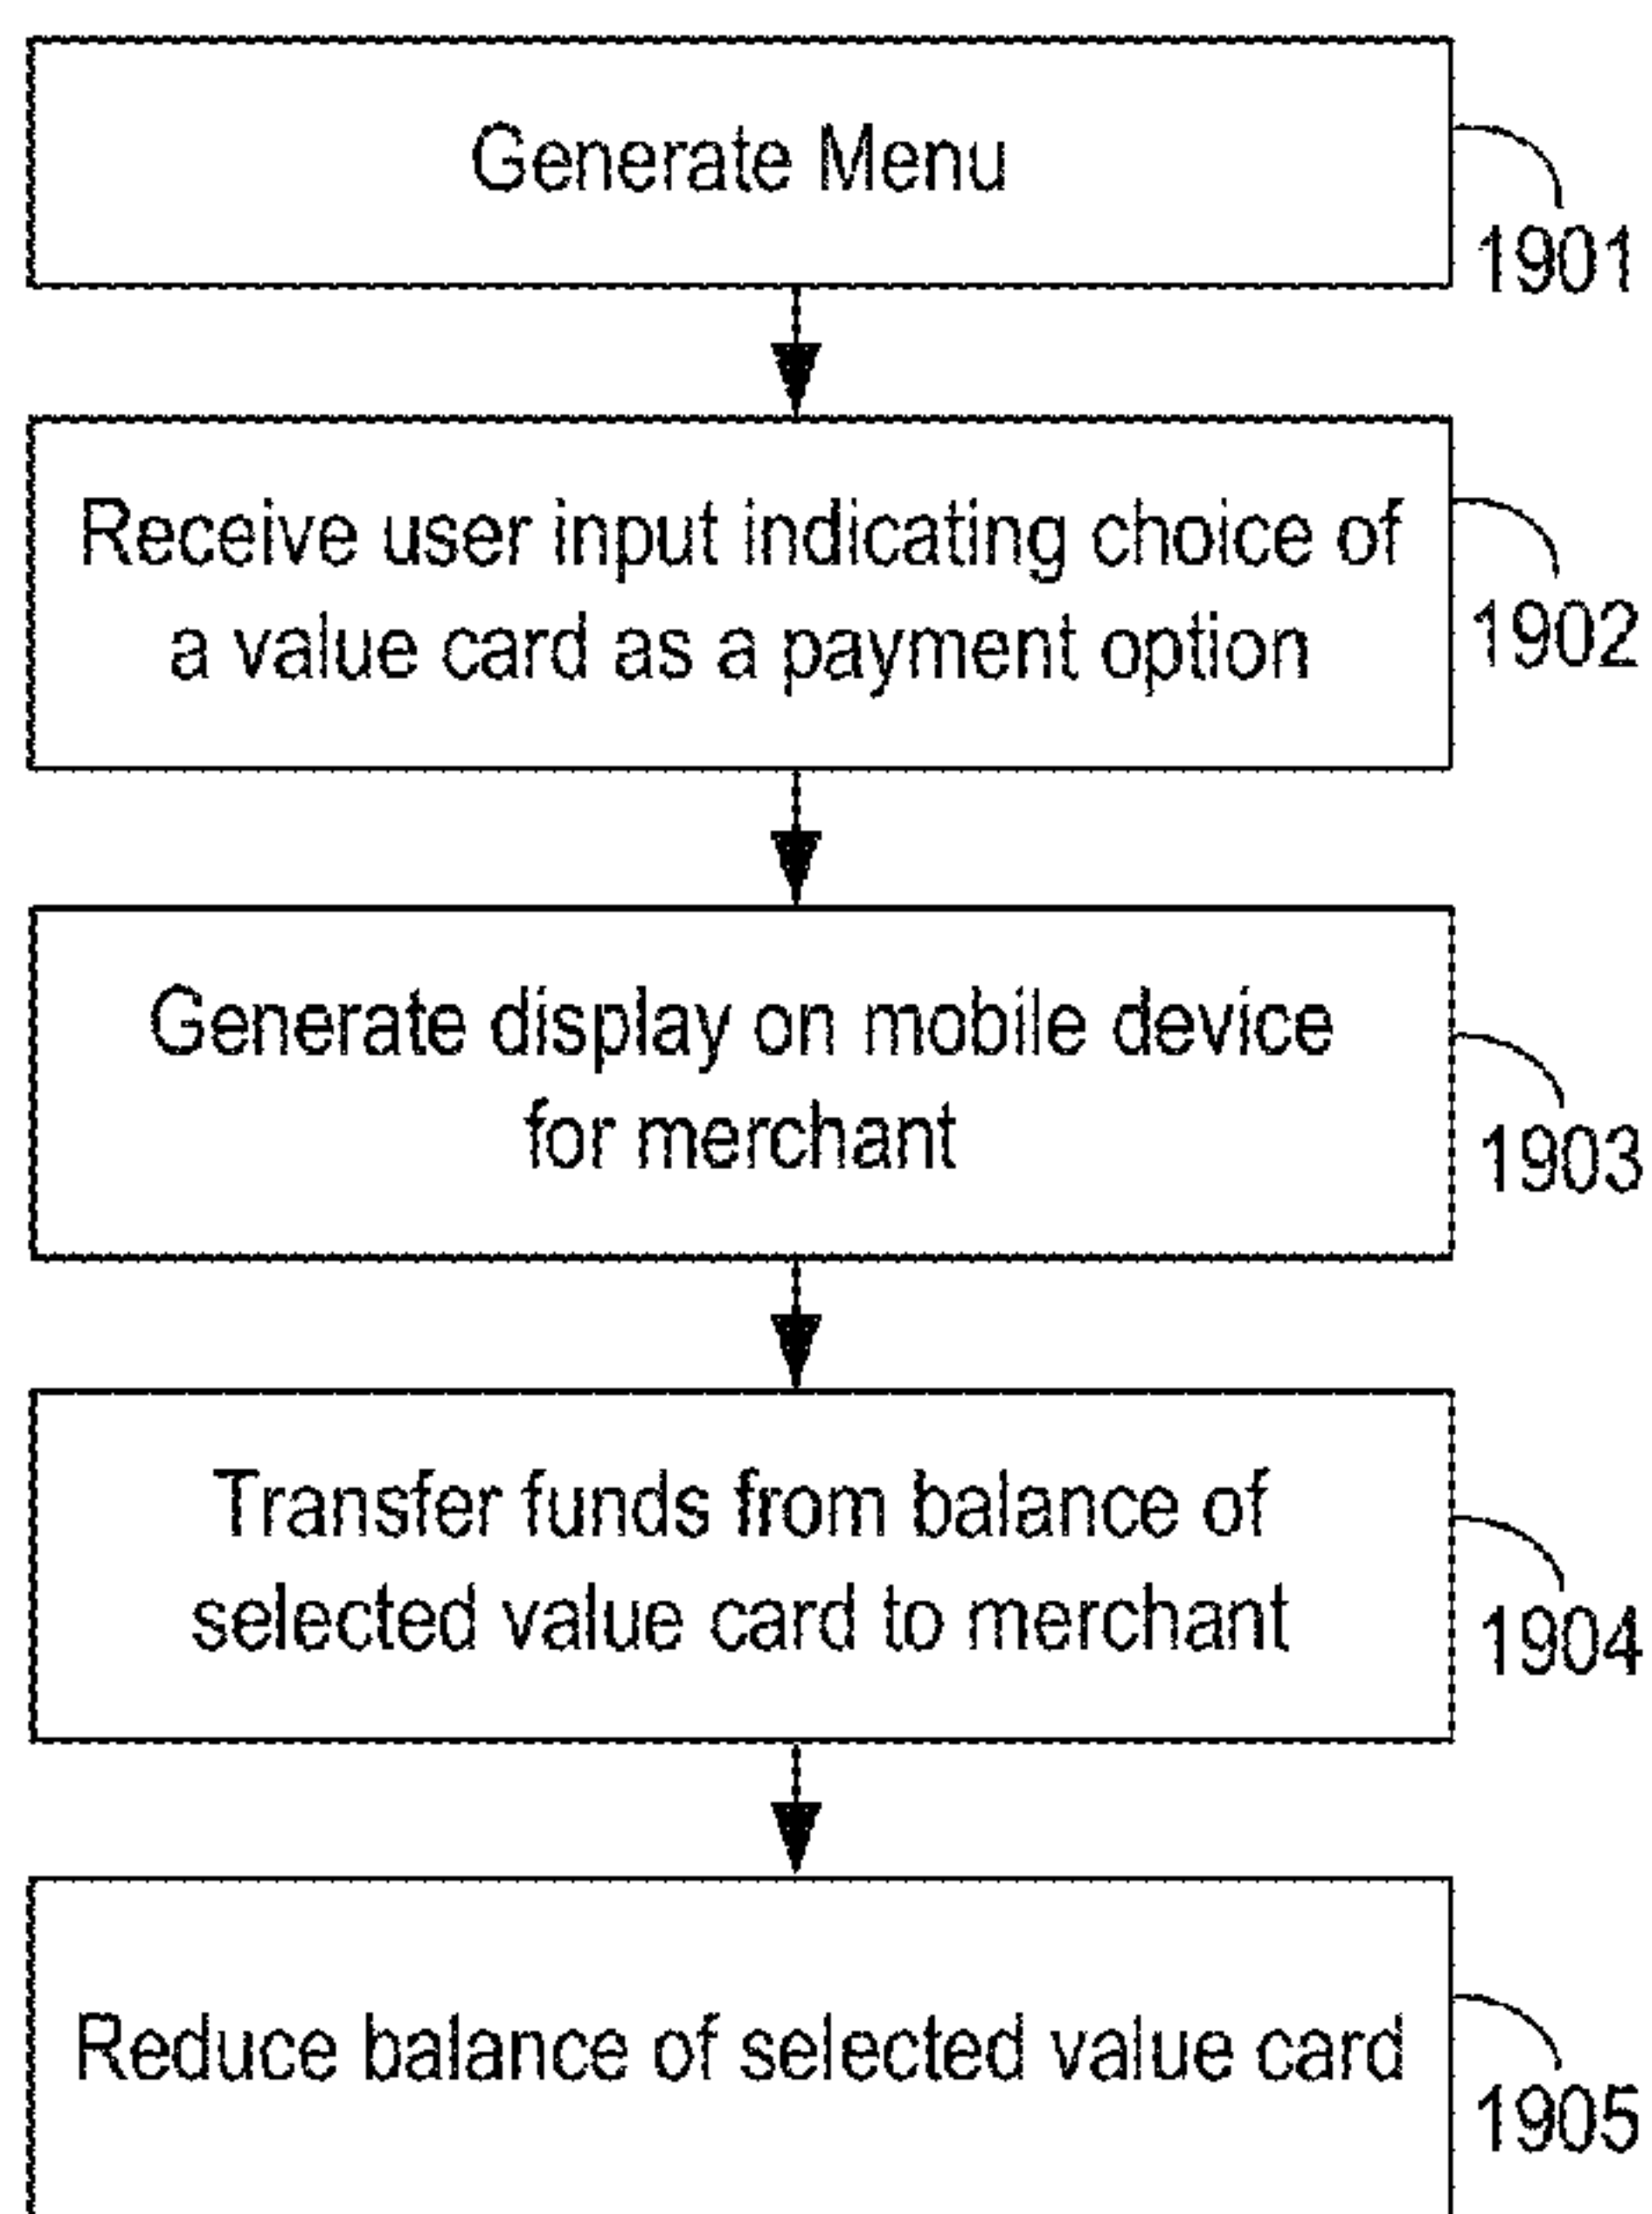 Generate Menu
1901
Receive user input indicating choice of
a value card as a payment option
1902
Generate display on mobile device
for merchant
1903
Transfer funds from balance of
selected value card to merchant
1904
Reduce balance of selected value card
1905